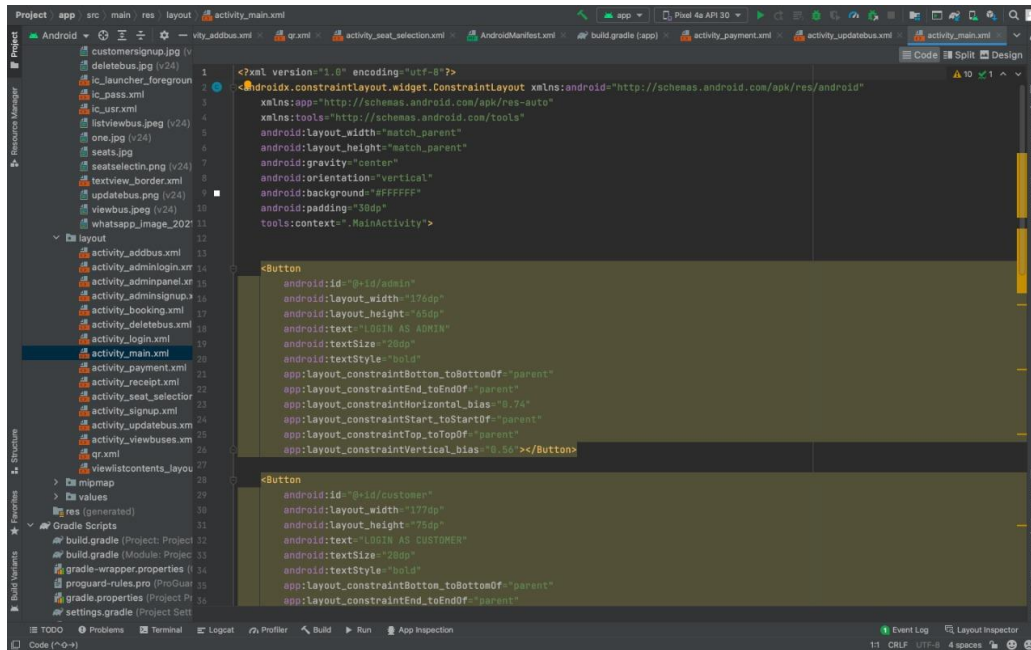 Project app src main res layout activity_main.xml
app Pixel 4a API 30
Android vity_addbus.xml qr.xml activity_seat_selection.xml AndroidManifest.xml build.gradle (:app) activity_payment.xml activity_updatebus.xml activity_main.xml
Code Split Design
10 1
Project
Resource Manager
Structure
Favorites
Build Variants
customersignup.jpg (v
deletebus.jpg (v24)
ic_launcher_foregroun
ic_pass.xml
ic_usr.xml
listviewbus.jpeg (v24)
one.jpg (v24)
seats.jpg
seatselectin.png (v24)
textview_border.xml
updatebus.png (v24)
viewbus.jpeg (v24)
whatsapp_image_202
layout
activity_addbus.xml
activity_adminlogin.xm
activity_adminpanel.xm
activity_adminsignup.x
activity_booking.xml
activity_deletebus.xml
activity_login.xml
activity_main.xml
activity_payment.xml
activity_receipt.xml
activity_seat_selection
activity_signup.xml
activity_updatebus.xm
activity_viewbuses.xm
qr.xml
viewlistcontents_layou
mipmap
values
res (generated)
Gradle Scripts
build.gradle (Project: Project
build.gradle (Module: Projec
gradle-wrapper.properties (
proguard-rules.pro (ProGuar
gradle.properties (Project Pr
settings.gradle (Project Sett
1 <?xml version="1.0" encoding="utf-8"?>
2 <androidx.constraintlayout.widget.ConstraintLayout xmlns:android="http://schemas.android.com/apk/res/android"
3 xmlns:app="http://schemas.android.com/apk/res-auto"
4 xmlns:tools="http://schemas.android.com/tools"
5 android:layout_width="match_parent"
6 android:layout_height="match_parent"
7 android:gravity="center"
8 android:orientation="vertical"
9 android:background="#FFFFFF"
10 android:padding="30dp"
11 tools:context=".MainActivity">
12
13
14 <Button
15 android:id="@+id/admin"
16 android:layout_width="176dp"
17 android:layout_height="65dp"
18 android:text="LOGIN AS ADMIN"
19 android:textSize="20dp"
20 android:textStyle="bold"
21 app:layout_constraintBottom_toBottomOf="parent"
22 app:layout_constraintEnd_toEndOf="parent"
23 app:layout_constraintHorizontal_bias="0.74"
24 app:layout_constraintStart_toStartOf="parent"
25 app:layout_constraintTop_toTopOf="parent"
26 app:layout_constraintVertical_bias="0.56"></Button>
27
28 <Button
29 android:id="@+id/customer"
30 android:layout_width="177dp"
31 android:layout_height="75dp"
32 android:text="LOGIN AS CUSTOMER"
33 android:textSize="20dp"
34 android:textStyle="bold"
35 app:layout_constraintBottom_toBottomOf="parent"
36 app:layout_constraintEnd_toEndOf="parent"
TODO Problems Terminal Logcat Profiler Build Run App Inspection 1 Event Log Layout Inspector
Code 1:1 CRLF UTF-8 4 spaces